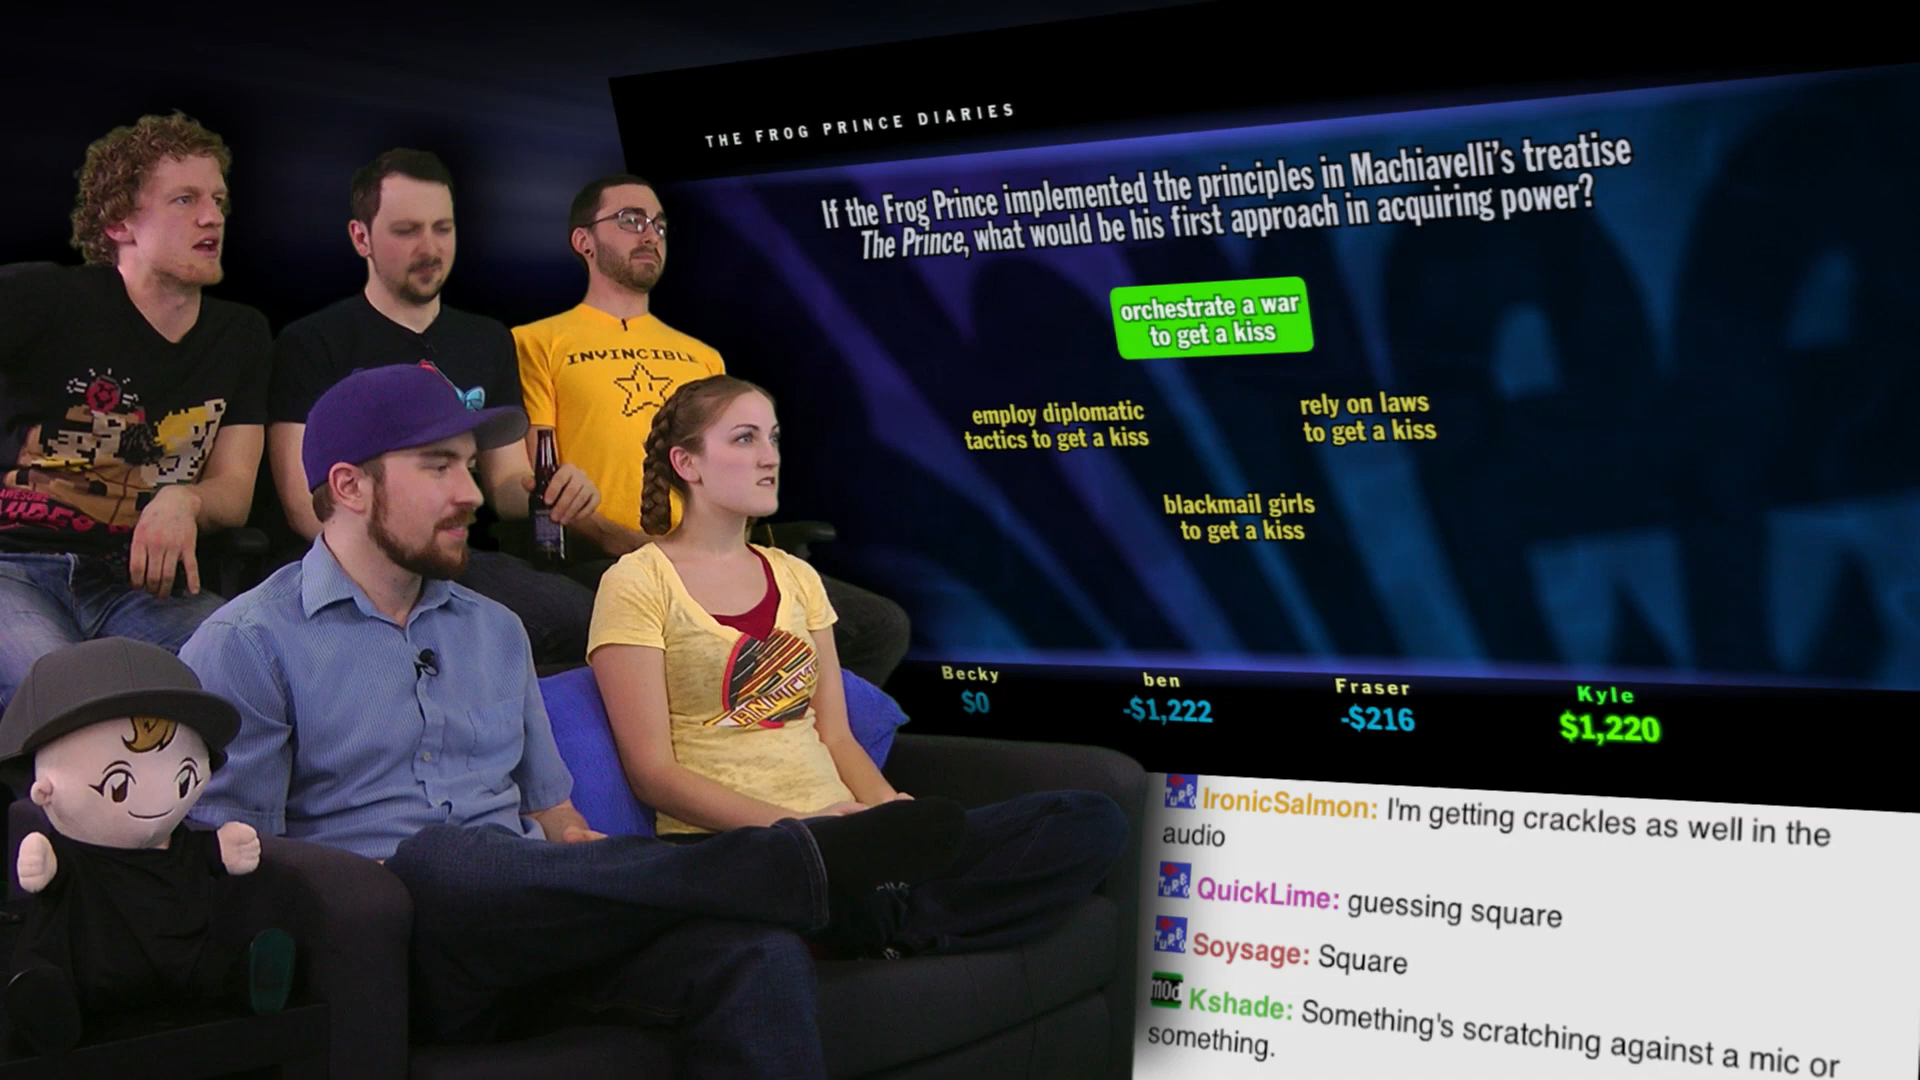 THE FROG PRINCE DIARIES
If the Frog Prince implemented the principles in Machiavelli's treatise
The Prince, what would be his first approach in acquiring power?
orchestrate a war
to get a kiss
employ diplomatic
tactics to get a kiss
rely on laws
to get a kiss
blackmail girls
to get a kiss
Becky
$0
ben
-$1,222
Fraser
-$216
Kyle
$1,220
INVINCIBLE
AWESOME
TURBO IronicSalmon: I'm getting crackles as well in the
audio
TURBO QuickLime: guessing square
TURBO Soysage: Square
mod Kshade: Something's scratching against a mic or
something.